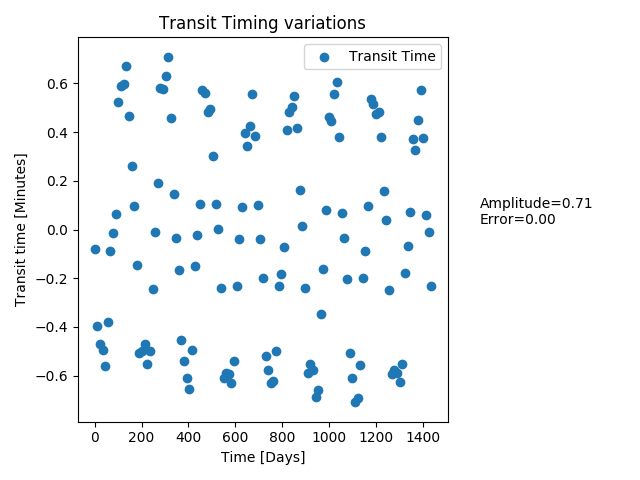 Transit Timing variations
Transit Time
0.6
0.4
0.2
0.0
−0.2
−0.4
−0.6
Transit time [Minutes]
0 200 400 600 800 1000 1200 1400
Time [Days]
Amplitude=0.71
Error=0.00